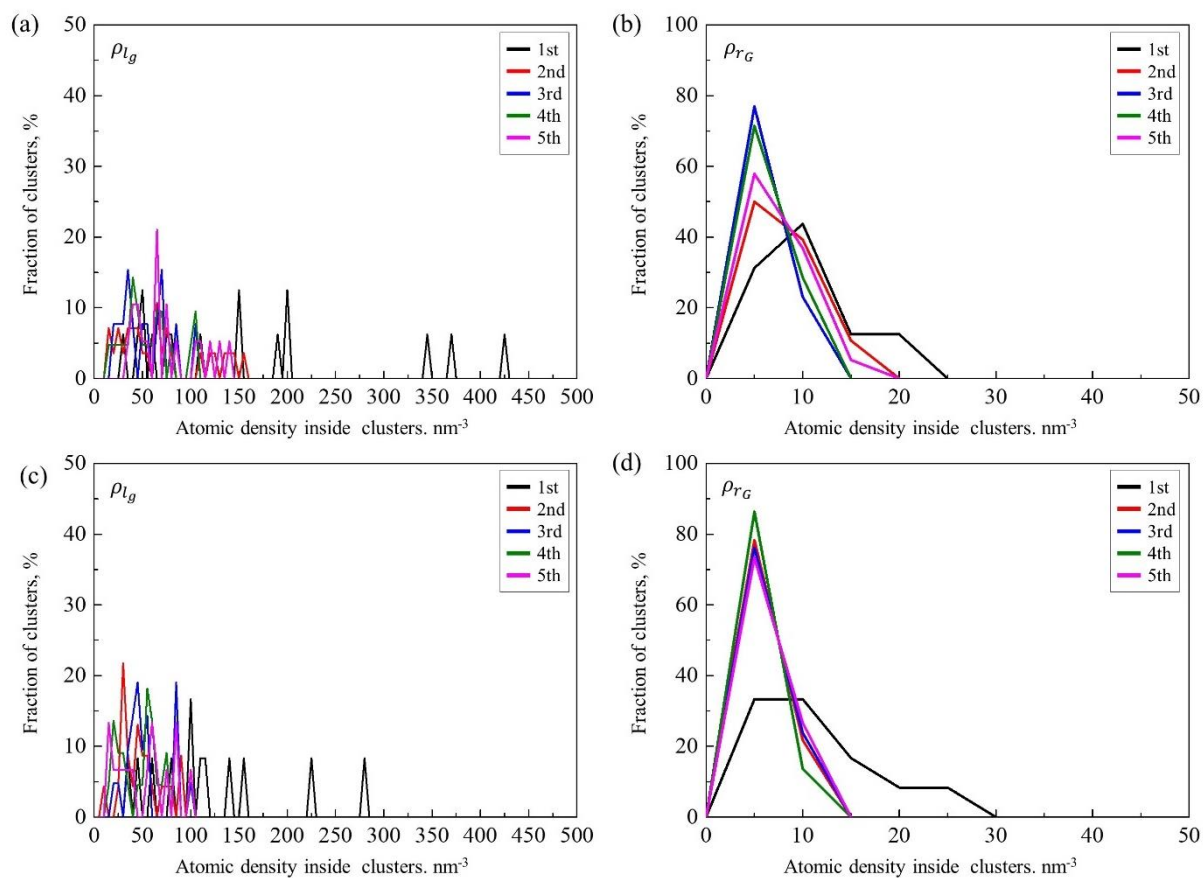 (a)
ρlg
1st
2nd
3rd
4th
5th
50
40
30
20
10
0
Fraction of clusters, %
0 50 100 150 200 250 300 350 400 450 500
Atomic density inside clusters. nm-3
(b)
ρrG
1st
2nd
3rd
4th
5th
100
80
60
40
20
0
Fraction of clusters, %
0 10 20 30 40 50
Atomic density inside clusters. nm-3
(c)
ρlg
1st
2nd
3rd
4th
5th
50
40
30
20
10
0
Fraction of clusters, %
0 50 100 150 200 250 300 350 400 450 500
Atomic density inside clusters. nm-3
(d)
ρrG
1st
2nd
3rd
4th
5th
100
80
60
40
20
0
Fraction of clusters, %
0 10 20 30 40 50
Atomic density inside clusters. nm-3